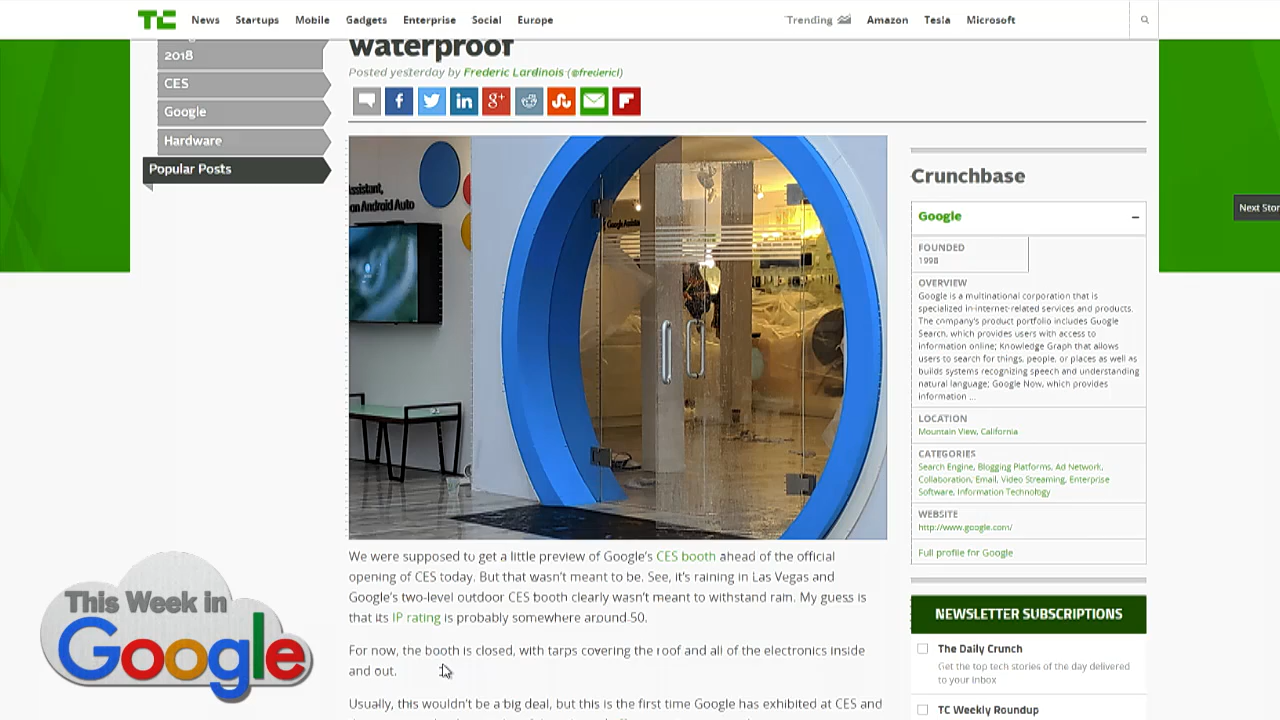 TC News Startups Mobile Gadgets Enterprise Social Europe Trending Amazon Tesla Microsoft
2018
CES
Google
Hardware
Popular Posts
waterproof
Posted yesterday by Frederic Lardinois (@fredericl)
Assistant,
on Android Auto
Google Assista
We were supposed to get a little preview of Google's CES booth ahead of the official
opening of CES today. But that wasn't meant to be. See, it's raining in Las Vegas and
Google's two-level outdoor CES booth clearly wasn't meant to withstand rain. My guess is
that its IP rating is probably somewhere around 50.
For now, the booth is closed, with tarps covering the roof and all of the electronics inside
and out.
Usually, this wouldn't be a big deal, but this is the first time Google has exhibited at CES and
Crunchbase
Google
FOUNDED
1998
OVERVIEW
Google is a multinational corporation that is
specialized in internet-related services and products.
The company's product portfolio includes Google
Search, which provides users with access to
information online; Knowledge Graph that allows
users to search for things, people, or places as well as
builds systems recognizing speech and understanding
natural language; Google Now, which provides
information ...
LOCATION
Mountain View, California
CATEGORIES
Search Engine, Blogging Platforms, Ad Network,
Collaboration, Email, Video Streaming, Enterprise
Software, Information Technology
WEBSITE
http://www.google.com/
Full profile for Google
NEWSLETTER SUBSCRIPTIONS
The Daily Crunch
Get the top tech stories of the day delivered
to your inbox
TC Weekly Roundup
Next Stor
This Week in
Google